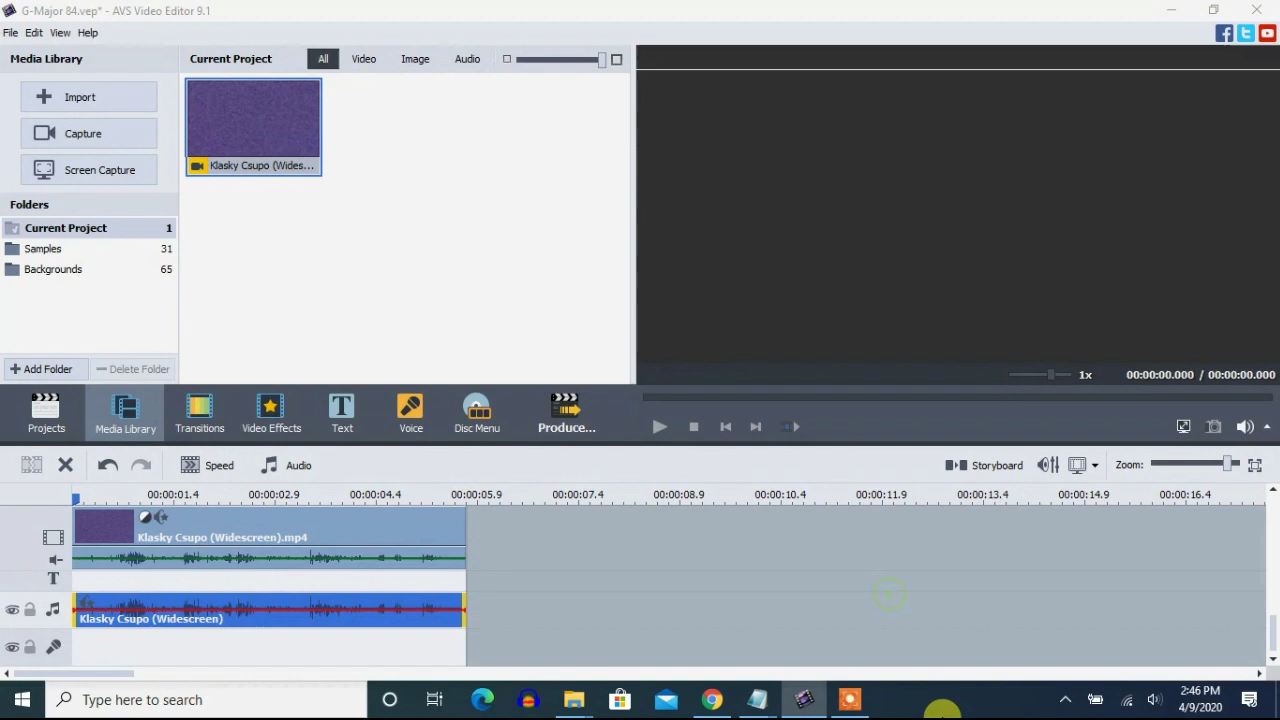 G-Major 84.vep* - AVS Video Editor 9.1
File Edit View Help
Media Library
Current Project All Video Image Audio
Import
Capture
Screen Capture
Klasky Csupo (Wides...
Folders
Current Project 1
Samples 31
Backgrounds 65
Add Folder Delete Folder
1x 00:00:00.000 / 00:00:00.000
Projects Media Library Transitions Video Effects Text Voice Disc Menu Produce...
Speed Audio Storyboard Zoom:
00:00:01.4 00:00:02.9 00:00:04.4 00:00:05.9 00:00:07.4 00:00:08.9 00:00:10.4 00:00:11.9 00:00:13.4 00:00:14.9 00:00:16.4
Klasky Csupo (Widescreen).mp4
T
Klasky Csupo (Widescreen)
Type here to search
2:46 PM
4/9/2020